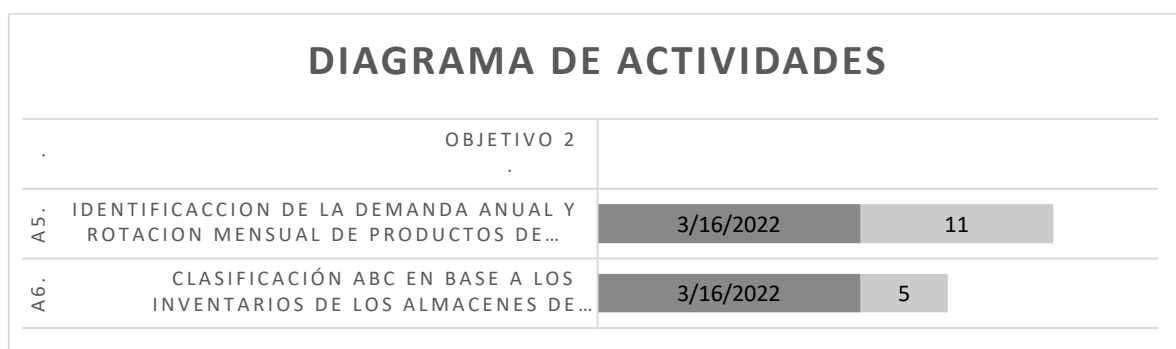 DIAGRAMA DE ACTIVIDADES
. OBJETIVO 2
.
A5. IDENTIFICACCION DE LA DEMANDA ANUAL Y
ROTACION MENSUAL DE PRODUCTOS DE…
3/16/2022 11
A6. CLASIFICACIÓN ABC EN BASE A LOS
INVENTARIOS DE LOS ALMACENES DE…
3/16/2022 5